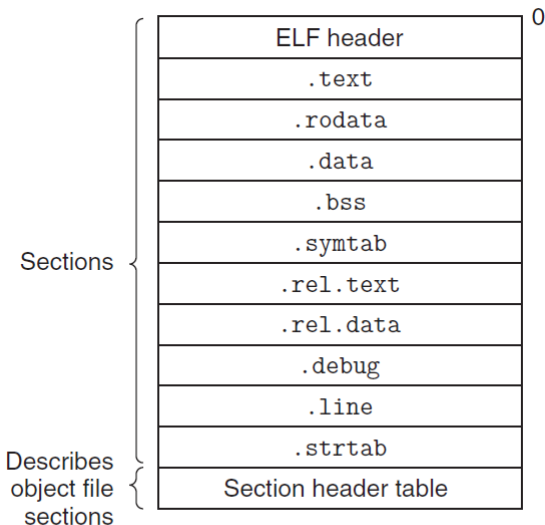 0
ELF header
.text
.rodata
.data
.bss
.symtab
.rel.text
.rel.data
.debug
.line
.strtab
Section header table
Sections
Describes
object file
sections